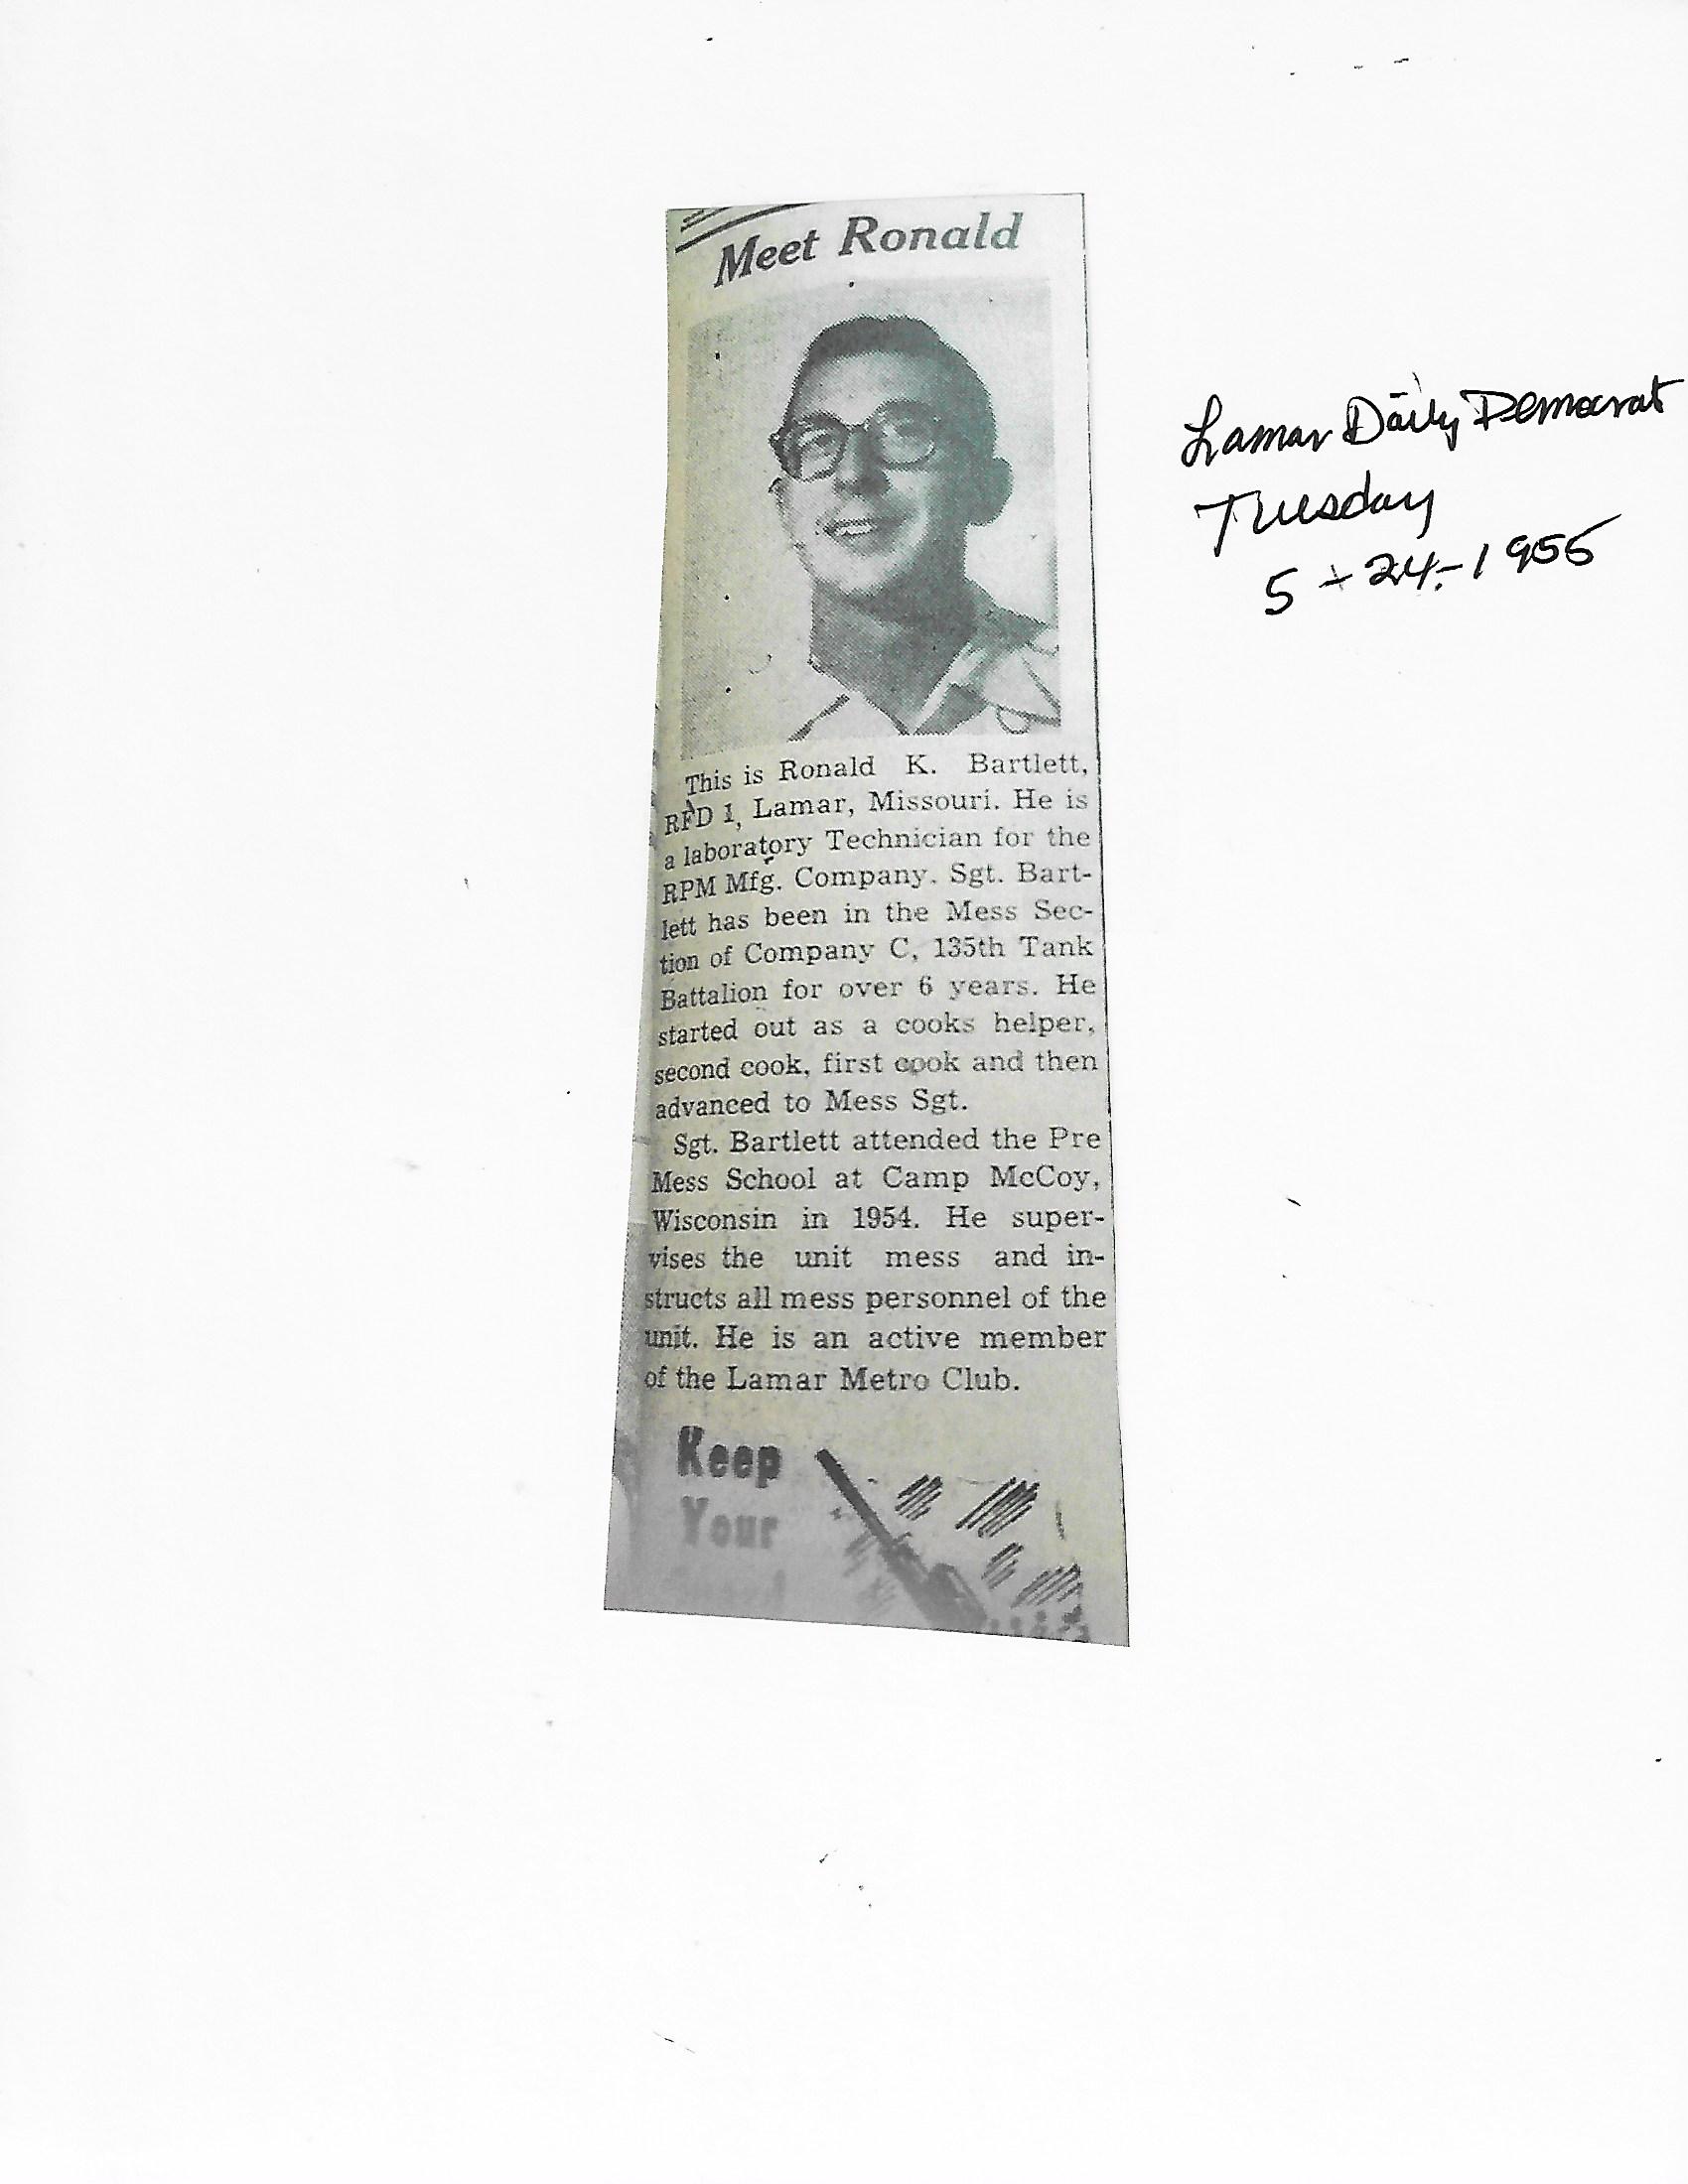 Meet Ronald
This is Ronald K. Bartlett,
RFD 1, Lamar, Missouri. He is
a laboratory Technician for the
RPM Mfg. Company. Sgt. Bart-
lett has been in the Mess Sec-
tion of Company C, 135th Tank
Battalion for over 6 years. He
started out as a cooks helper,
second cook, first cook and then
advanced to Mess Sgt.
Sgt. Bartlett attended the Pre
Mess School at Camp McCoy,
Wisconsin in 1954. He super-
vises the unit mess and in-
structs all mess personnel of the
unit. He is an active member
of the Lamar Metro Club.
Keep
Your
Lamar Daily Democrat
Tuesday
5-24-1955